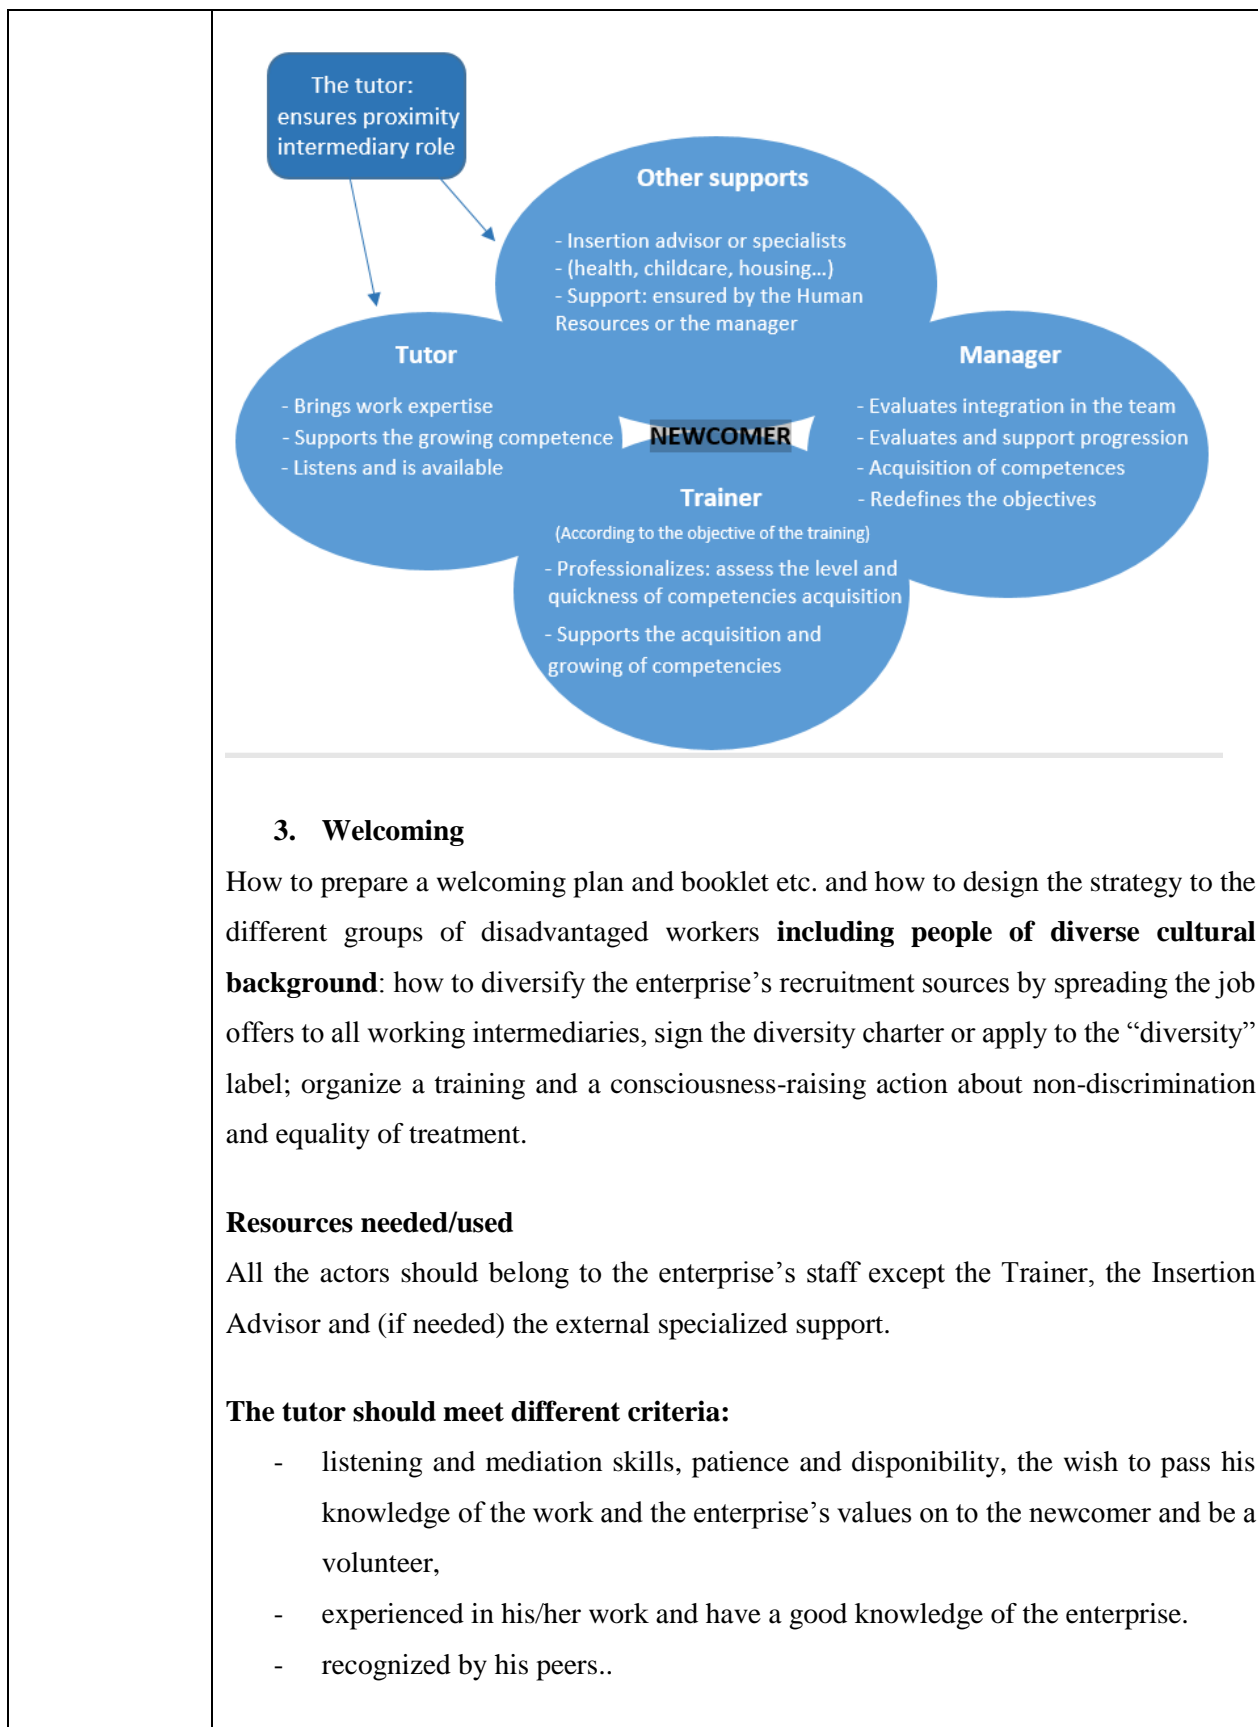 The tutor:
ensures proximity
intermediary role
Other supports
- Insertion advisor or specialists
- (health, childcare, housing…)
- Support: ensured by the Human
Resources or the manager
Tutor
- Brings work expertise
- Supports the growing competence
- Listens and is available
NEWCOMER
Manager
- Evaluates integration in the team
- Evaluates and support progression
- Acquisition of competences
- Redefines the objectives
Trainer
(According to the objective of the training)
- Professionalizes: assess the level and
quickness of competencies acquisition
- Supports the acquisition and
growing of competencies
3. Welcoming
How to prepare a welcoming plan and booklet etc. and how to design the strategy to the
different groups of disadvantaged workers including people of diverse cultural
background: how to diversify the enterprise’s recruitment sources by spreading the job
offers to all working intermediaries, sign the diversity charter or apply to the “diversity”
label; organize a training and a consciousness-raising action about non-discrimination
and equality of treatment.
Resources needed/used
All the actors should belong to the enterprise’s staff except the Trainer, the Insertion
Advisor and (if needed) the external specialized support.
The tutor should meet different criteria:
- listening and mediation skills, patience and disponibility, the wish to pass his
knowledge of the work and the enterprise’s values on to the newcomer and be a
volunteer,
- experienced in his/her work and have a good knowledge of the enterprise.
- recognized by his peers..